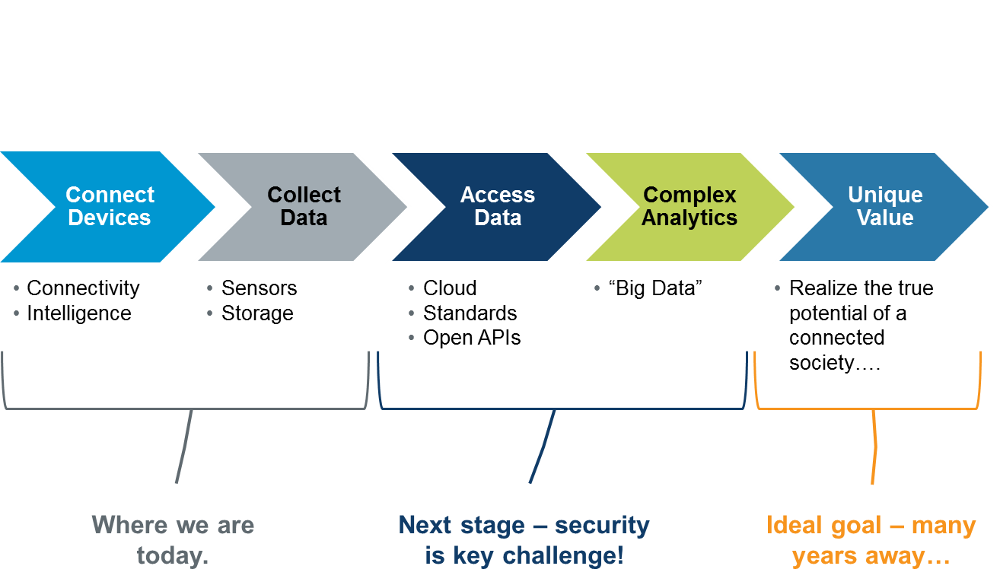 Connect
Devices
Collect
Data
Access
Data
Complex
Analytics
Unique
Value
• Connectivity
• Intelligence
• Sensors
• Storage
• Cloud
• Standards
• Open APIs
• “Big Data”
• Realize the true
potential of a
connected
society….
Where we are
today.
Next stage – security
is key challenge!
Ideal goal – many
years away…